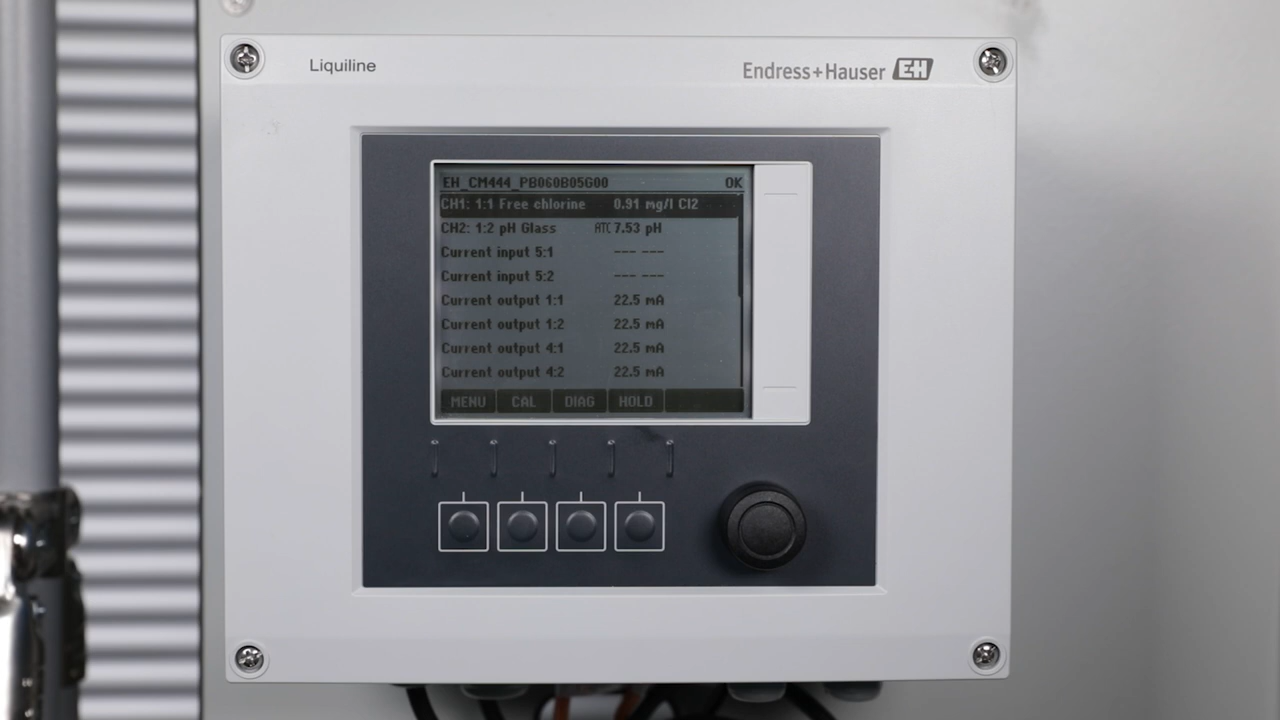 Liquiline
Endress+Hauser EH
EH_CM444_PB060B05G00 OK
CH1: 1:1 Free chlorine 0.91 mg/l Cl2
CH2: 1:2 pH Glass ATC 7.53 pH
Current input 5:1 --- ---
Current input 5:2 --- ---
Current output 1:1 22.5 mA
Current output 1:2 22.5 mA
Current output 4:1 22.5 mA
Current output 4:2 22.5 mA
MENU CAL DIAG HOLD